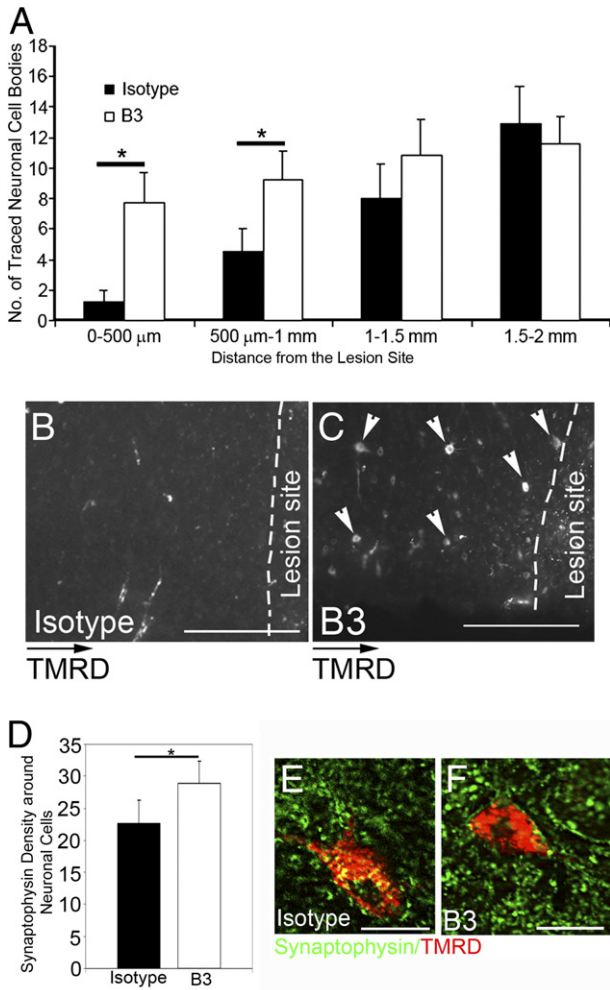 A
No. of Traced Neuronal Cell Bodies
18
16
14
12
10
8
6
4
2
0
Isotype
B3
*
*
0-500 µm
500 µm-1 mm
1-1.5 mm
1.5-2 mm
Distance from the Lesion Site
B
Lesion site
Isotype
TMRD
C
Lesion site
B3
TMRD
D
Synaptophysin Density around
Neuronal Cells
35
30
25
20
15
10
5
0
*
Isotype
B3
E
Isotype
F
B3
Synaptophysin/TMRD